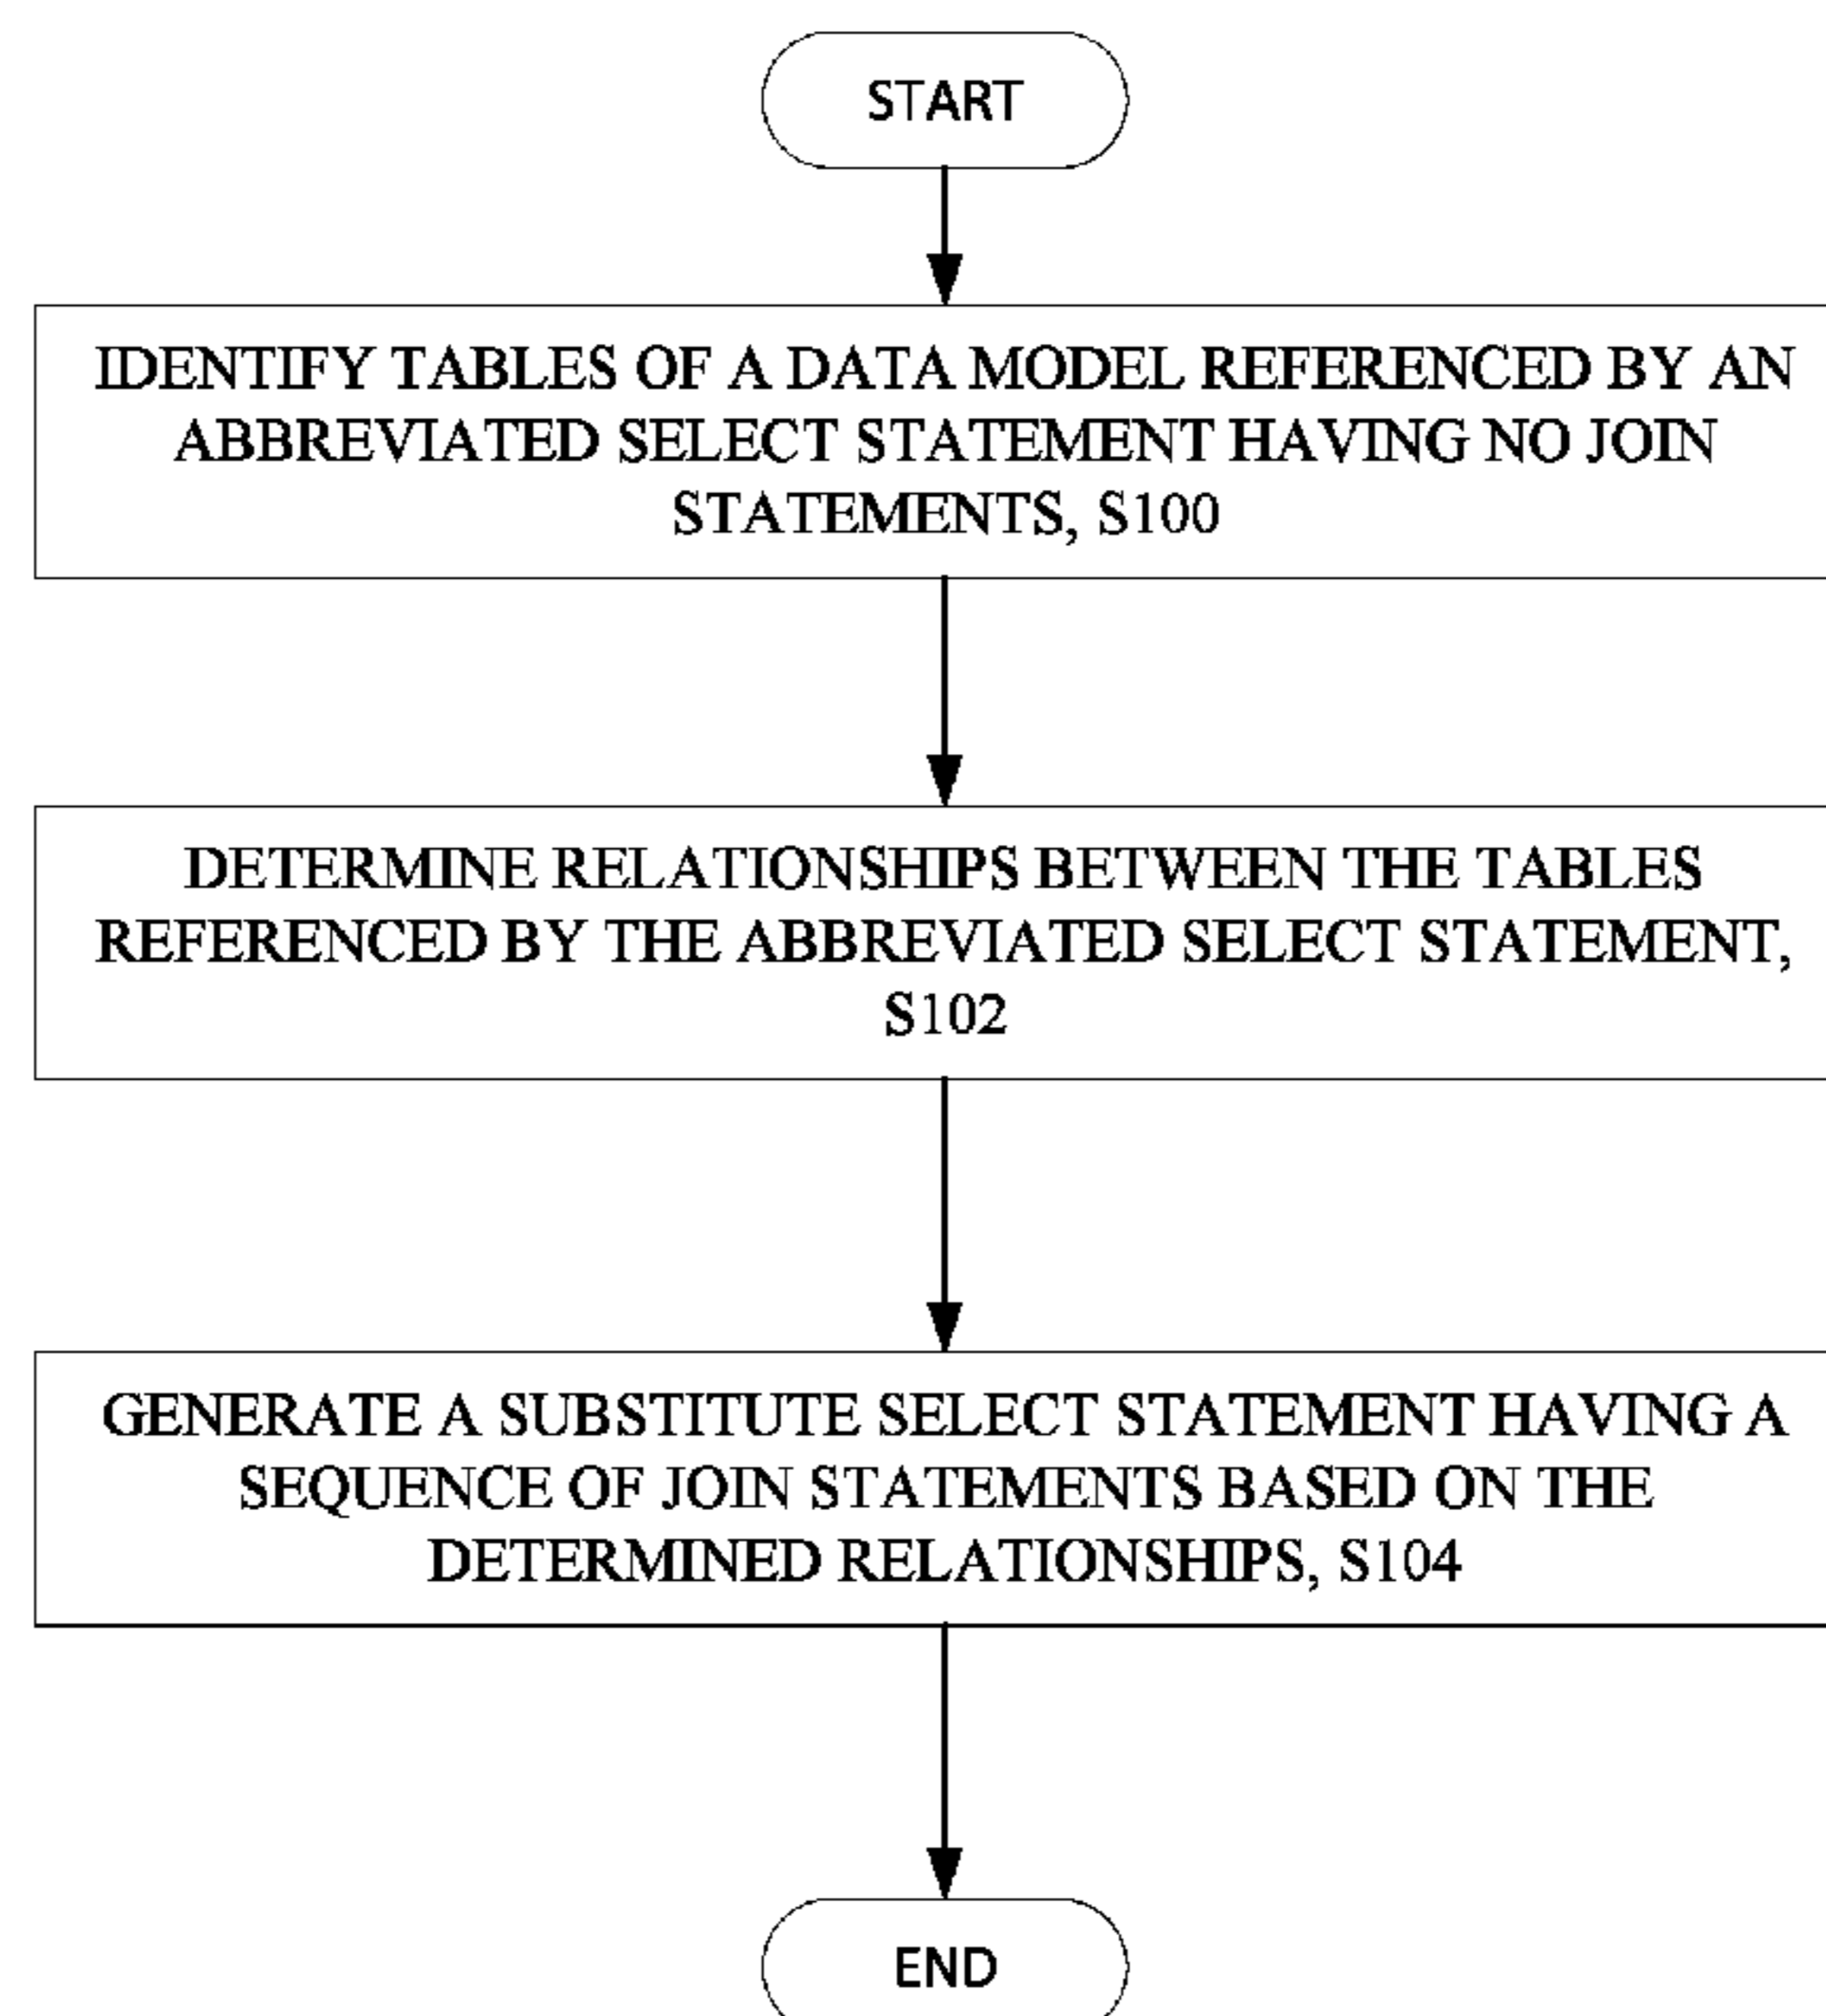 START
IDENTIFY TABLES OF A DATA MODEL REFERENCED BY AN
ABBREVIATED SELECT STATEMENT HAVING NO JOIN
STATEMENTS, S100
DETERMINE RELATIONSHIPS BETWEEN THE TABLES
REFERENCED BY THE ABBREVIATED SELECT STATEMENT,
S102
GENERATE A SUBSTITUTE SELECT STATEMENT HAVING A
SEQUENCE OF JOIN STATEMENTS BASED ON THE
DETERMINED RELATIONSHIPS, S104
END